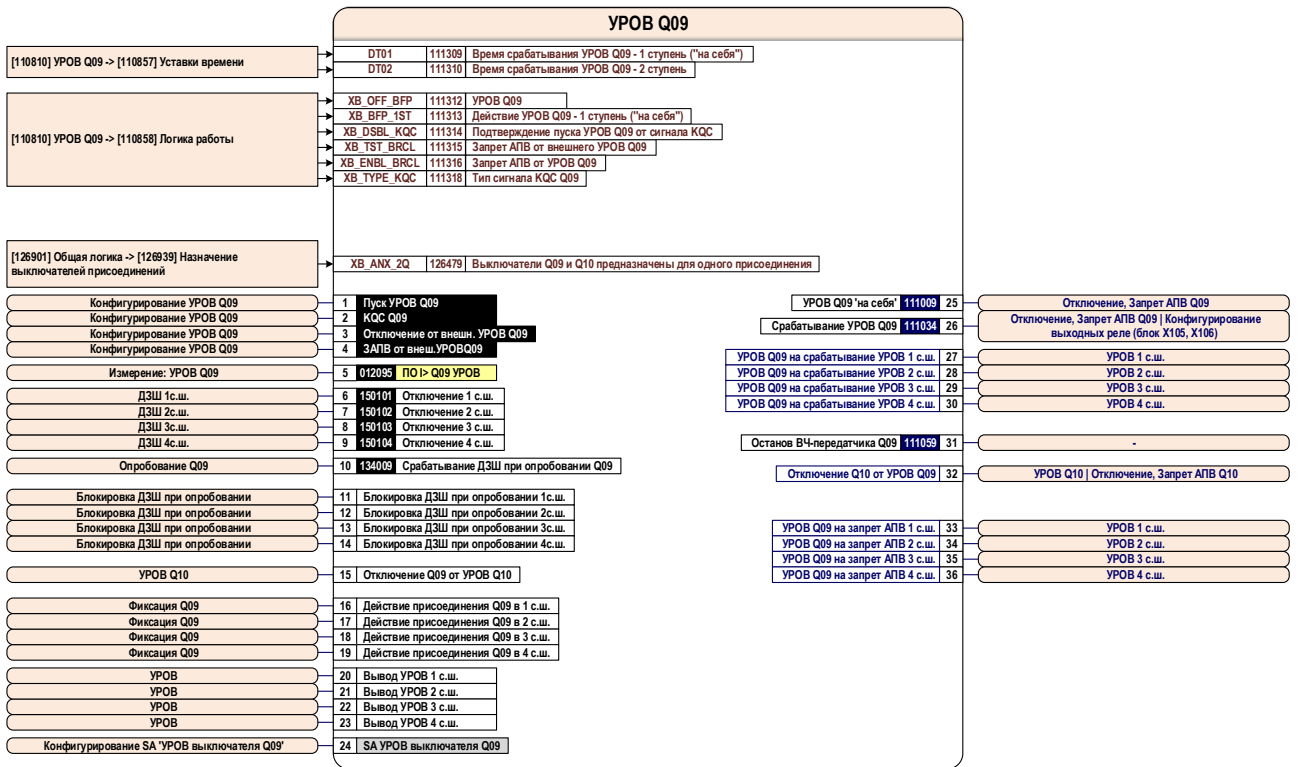 УРОВ Q09
[110810] УРОВ Q09 -> [110857] Уставки времени
DT01 111309 Время срабатывания УРОВ Q09 - 1 ступень ("на себя")
DT02 111310 Время срабатывания УРОВ Q09 - 2 ступень
[110810] УРОВ Q09 -> [110858] Логика работы
XB_OFF_BFP 111312 УРОВ Q09
XB_BFP_1ST 111313 Действие УРОВ Q09 - 1 ступень ("на себя")
XB_DSBL_KQC 111314 Подтверждение пуска УРОВ Q09 от сигнала KQC
XB_TST_BRCL 111315 Запрет АПВ от внешнего УРОВ Q09
XB_ENBL_BRCL 111316 Запрет АПВ от УРОВ Q09
XB_TYPE_KQC 111318 Тип сигнала KQC Q09
[126901] Общая логика -> [126939] Назначение
выключателей присоединений
XB_ANX_2Q 126479 Выключатели Q09 и Q10 предназначены для одного присоединения
Конфигурирование УРОВ Q09 1 Пуск УРОВ Q09
Конфигурирование УРОВ Q09 2 KQC Q09
Конфигурирование УРОВ Q09 3 Отключение от внешн. УРОВ Q09
Конфигурирование УРОВ Q09 4 ЗАПВ от внеш.УРОВQ09
Измерение: УРОВ Q09 5 012095 ПО I> Q09 УРОВ
ДЗШ 1с.ш. 6 150101 Отключение 1 с.ш.
ДЗШ 2с.ш. 7 150102 Отключение 2 с.ш.
ДЗШ 3с.ш. 8 150103 Отключение 3 с.ш.
ДЗШ 4с.ш. 9 150104 Отключение 4 с.ш.
Опробование Q09 10 134009 Срабатывание ДЗШ при опробовании Q09
Блокировка ДЗШ при опробовании 11 Блокировка ДЗШ при опробовании 1с.ш.
Блокировка ДЗШ при опробовании 12 Блокировка ДЗШ при опробовании 2с.ш.
Блокировка ДЗШ при опробовании 13 Блокировка ДЗШ при опробовании 3с.ш.
Блокировка ДЗШ при опробовании 14 Блокировка ДЗШ при опробовании 4с.ш.
УРОВ Q10 15 Отключение Q09 от УРОВ Q10
Фиксация Q09 16 Действие присоединения Q09 в 1 с.ш.
Фиксация Q09 17 Действие присоединения Q09 в 2 с.ш.
Фиксация Q09 18 Действие присоединения Q09 в 3 с.ш.
Фиксация Q09 19 Действие присоединения Q09 в 4 с.ш.
УРОВ 20 Вывод УРОВ 1 с.ш.
УРОВ 21 Вывод УРОВ 2 с.ш.
УРОВ 22 Вывод УРОВ 3 с.ш.
УРОВ 23 Вывод УРОВ 4 с.ш.
Конфигурирование SA 'УРОВ выключателя Q09' 24 SA УРОВ выключателя Q09
УРОВ Q09 'на себя' 111009 25 Отключение, Запрет АПВ Q09
Срабатывание УРОВ Q09 111034 26 Отключение, Запрет АПВ Q09 | Конфигурирование
выходных реле (блок X105, X106)
УРОВ Q09 на срабатывание УРОВ 1 с.ш. 27 УРОВ 1 с.ш.
УРОВ Q09 на срабатывание УРОВ 2 с.ш. 28 УРОВ 2 с.ш.
УРОВ Q09 на срабатывание УРОВ 3 с.ш. 29 УРОВ 3 с.ш.
УРОВ Q09 на срабатывание УРОВ 4 с.ш. 30 УРОВ 4 с.ш.
Останов ВЧ-передатчика Q09 111059 31 -
Отключение Q10 от УРОВ Q09 32 УРОВ Q10 | Отключение, Запрет АПВ Q10
УРОВ Q09 на запрет АПВ 1 с.ш. 33 УРОВ 1 с.ш.
УРОВ Q09 на запрет АПВ 2 с.ш. 34 УРОВ 2 с.ш.
УРОВ Q09 на запрет АПВ 3 с.ш. 35 УРОВ 3 с.ш.
УРОВ Q09 на запрет АПВ 4 с.ш. 36 УРОВ 4 с.ш.